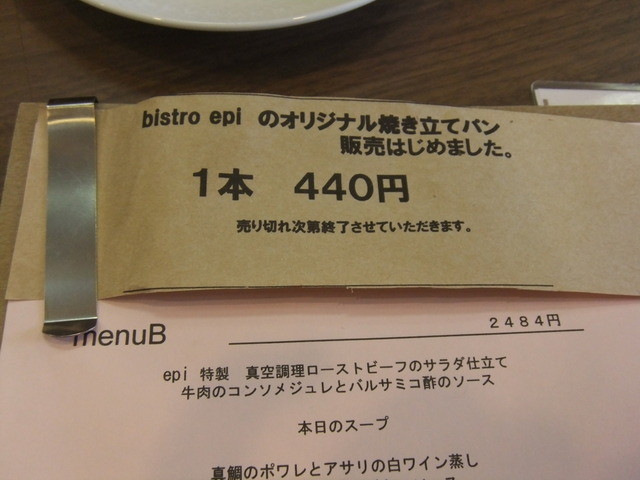 bistro epi のオリジナル焼き立てパン
販売はじめました。
1本 440円
売り切れ次第終了させていただきます。
menuB 2484円
epi 特製 真空調理ローストビーフのサラダ仕立て
牛肉のコンソメジュレとバルサミコ酢のソース
本日のスープ
真鯛のポワレとアサリの白ワイン蒸し